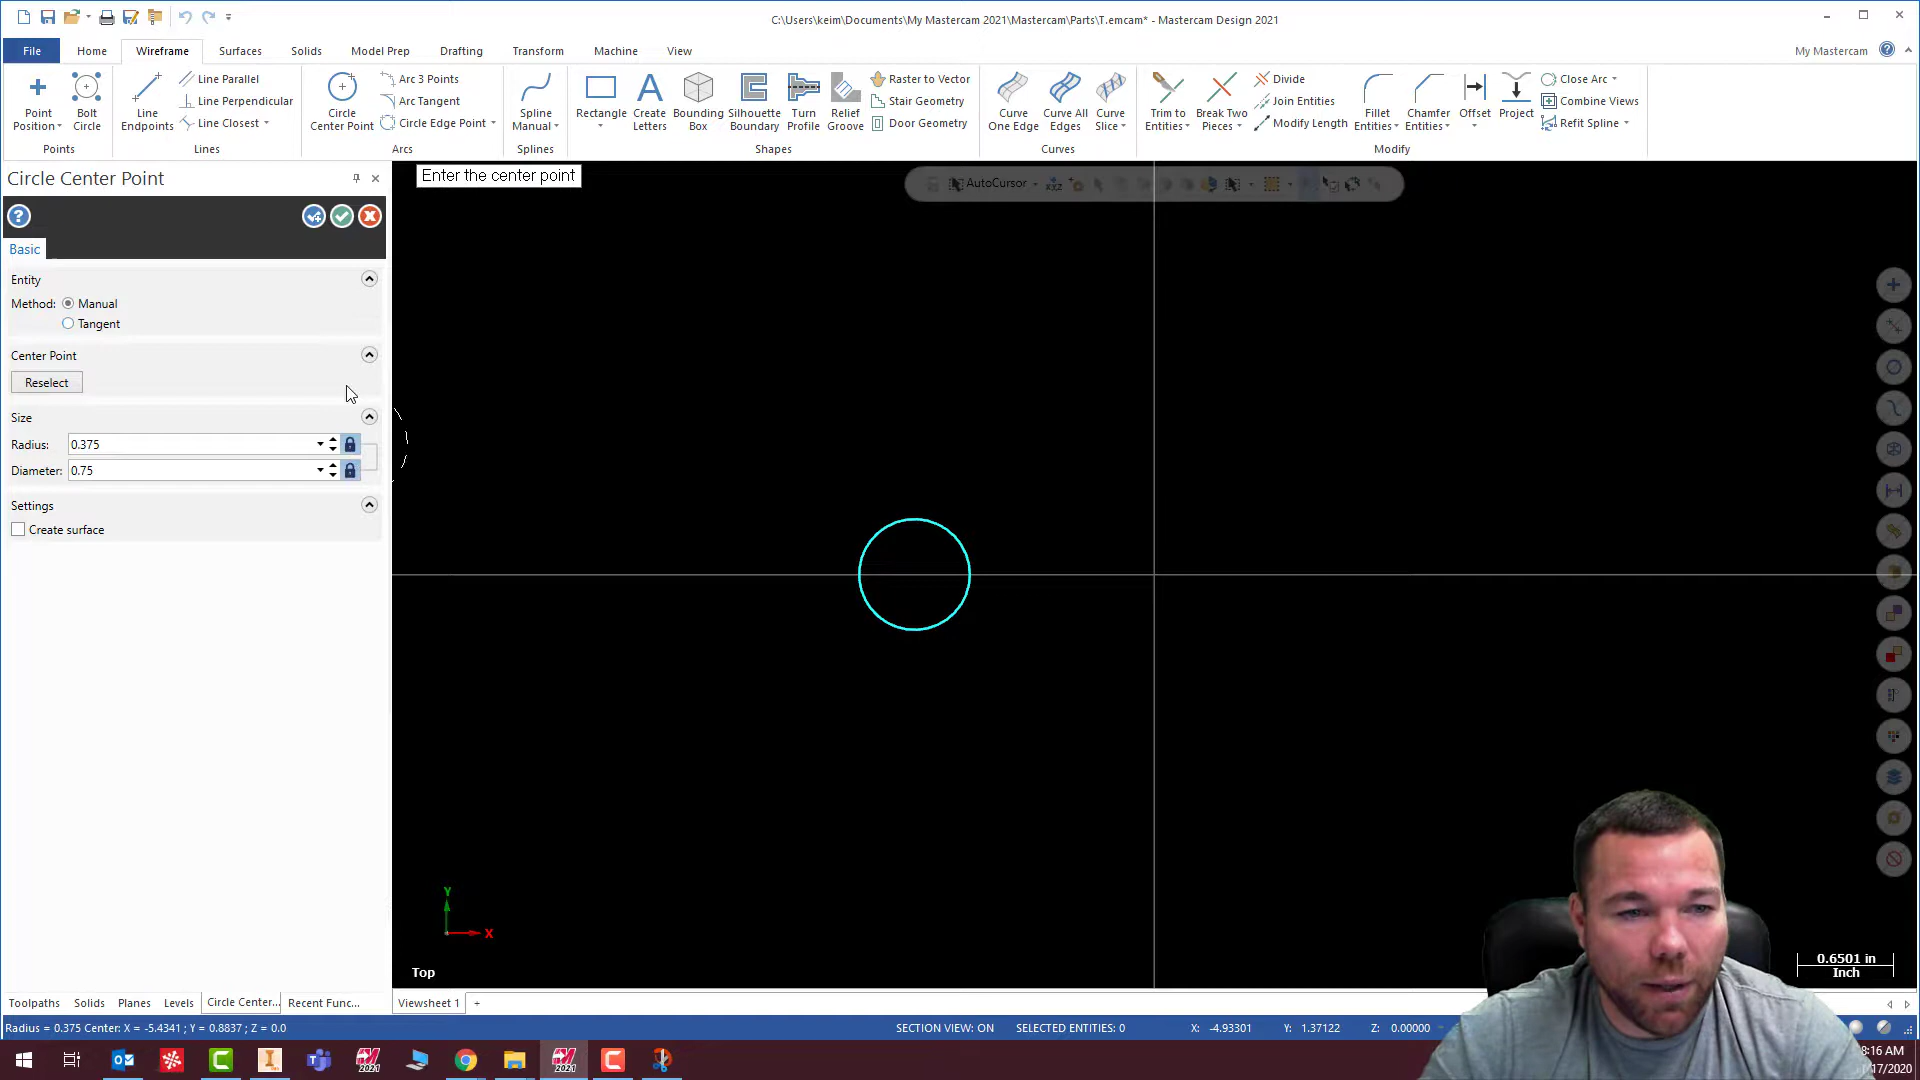 C:\Users\keim\Documents\My Mastercam 2021\Mastercam\Parts\T.emcam* - Mastercam Design 2021
File Home Wireframe Surfaces Solids Model Prep Drafting Transform Machine View My Mastercam
Point Position
Bolt Circle
Points
Line Endpoints
Line Parallel
Line Perpendicular
Line Closest
Lines
Circle Center Point
Arc 3 Points
Arc Tangent
Circle Edge Point
Arcs
Spline Manual
Splines
Rectangle
Create Letters
Bounding Box
Silhouette Boundary
Turn Profile
Relief Groove
Raster to Vector
Stair Geometry
Door Geometry
Shapes
Curve One Edge
Curve All Edges
Curve Slice
Curves
Trim to Entities
Break Two Pieces
Divide
Join Entities
Modify Length
Fillet Entities
Chamfer Entities
Offset
Project
Close Arc
Combine Views
Refit Spline
Modify
Circle Center Point
Enter the center point
AutoCursor
Basic
Entity
Method: Manual
Tangent
Center Point
Reselect
Size
Radius: 0.375
Diameter: 0.75
Settings
Create surface
Y
X
Top
0.6501 in
Inch
Toolpaths Solids Planes Levels Circle Center... Recent Func... Viewsheet 1 +
Radius = 0.375 Center: X = -5.4341 ; Y = 0.8837 ; Z = 0.0 SECTION VIEW: ON SELECTED ENTITIES: 0 X: -4.93301 Y: 1.37122 Z: 0.00000
2021
2021
8:16 AM
/17/2020